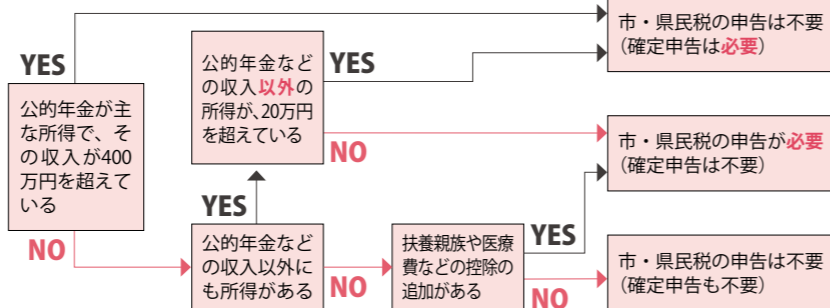 YES
公的年金が主
な所得で、そ
の収入が400
万円を超えて
いる
NO
公的年金など
の収入以外の
所得が、20万円
を超えている
YES
NO
YES
公的年金など
の収入以外に
も所得がある
NO
扶養親族や医療
費などの控除の
追加がある
YES
NO
市・県民税の申告は不要
（確定申告は必要）
市・県民税の申告が必要
（確定申告は不要）
市・県民税の申告は不要
（確定申告も不要）